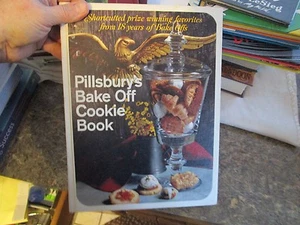 Shortcutted prize winning favorites
from 18 years of Bake Offs
Pillsbury's
Bake Off
Cookie
Book